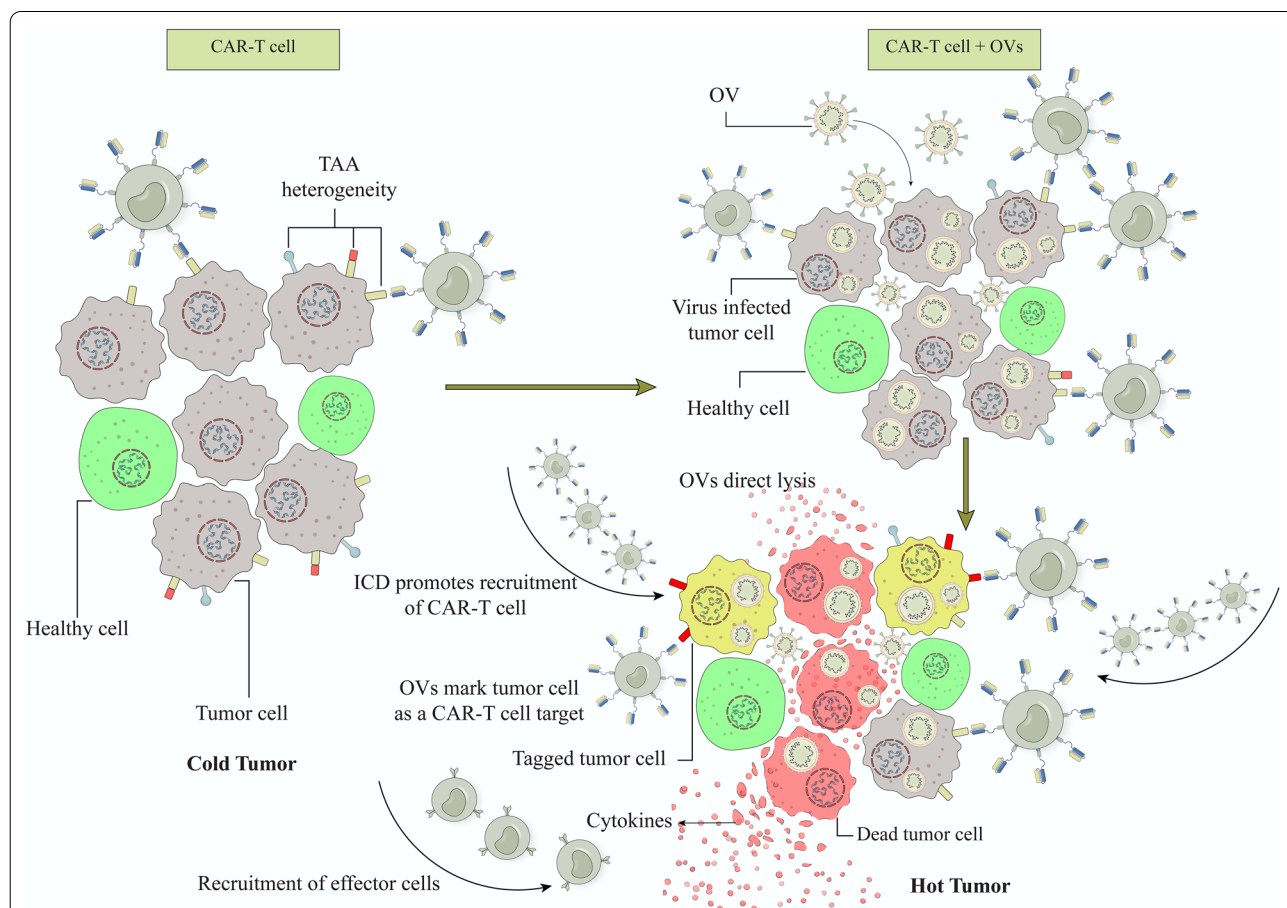 CAR-T cell
CAR-T cell + OVs
OV
TAA
heterogeneity
Virus infected
tumor cell
Healthy cell
OVs direct lysis
ICD promotes recruitment
of CAR-T cell
Healthy cell
OVs mark tumor cell
as a CAR-T cell target
Tumor cell
Tagged tumor cell
Cold Tumor
Cytokines
Dead tumor cell
Recruitment of effector cells
Hot Tumor